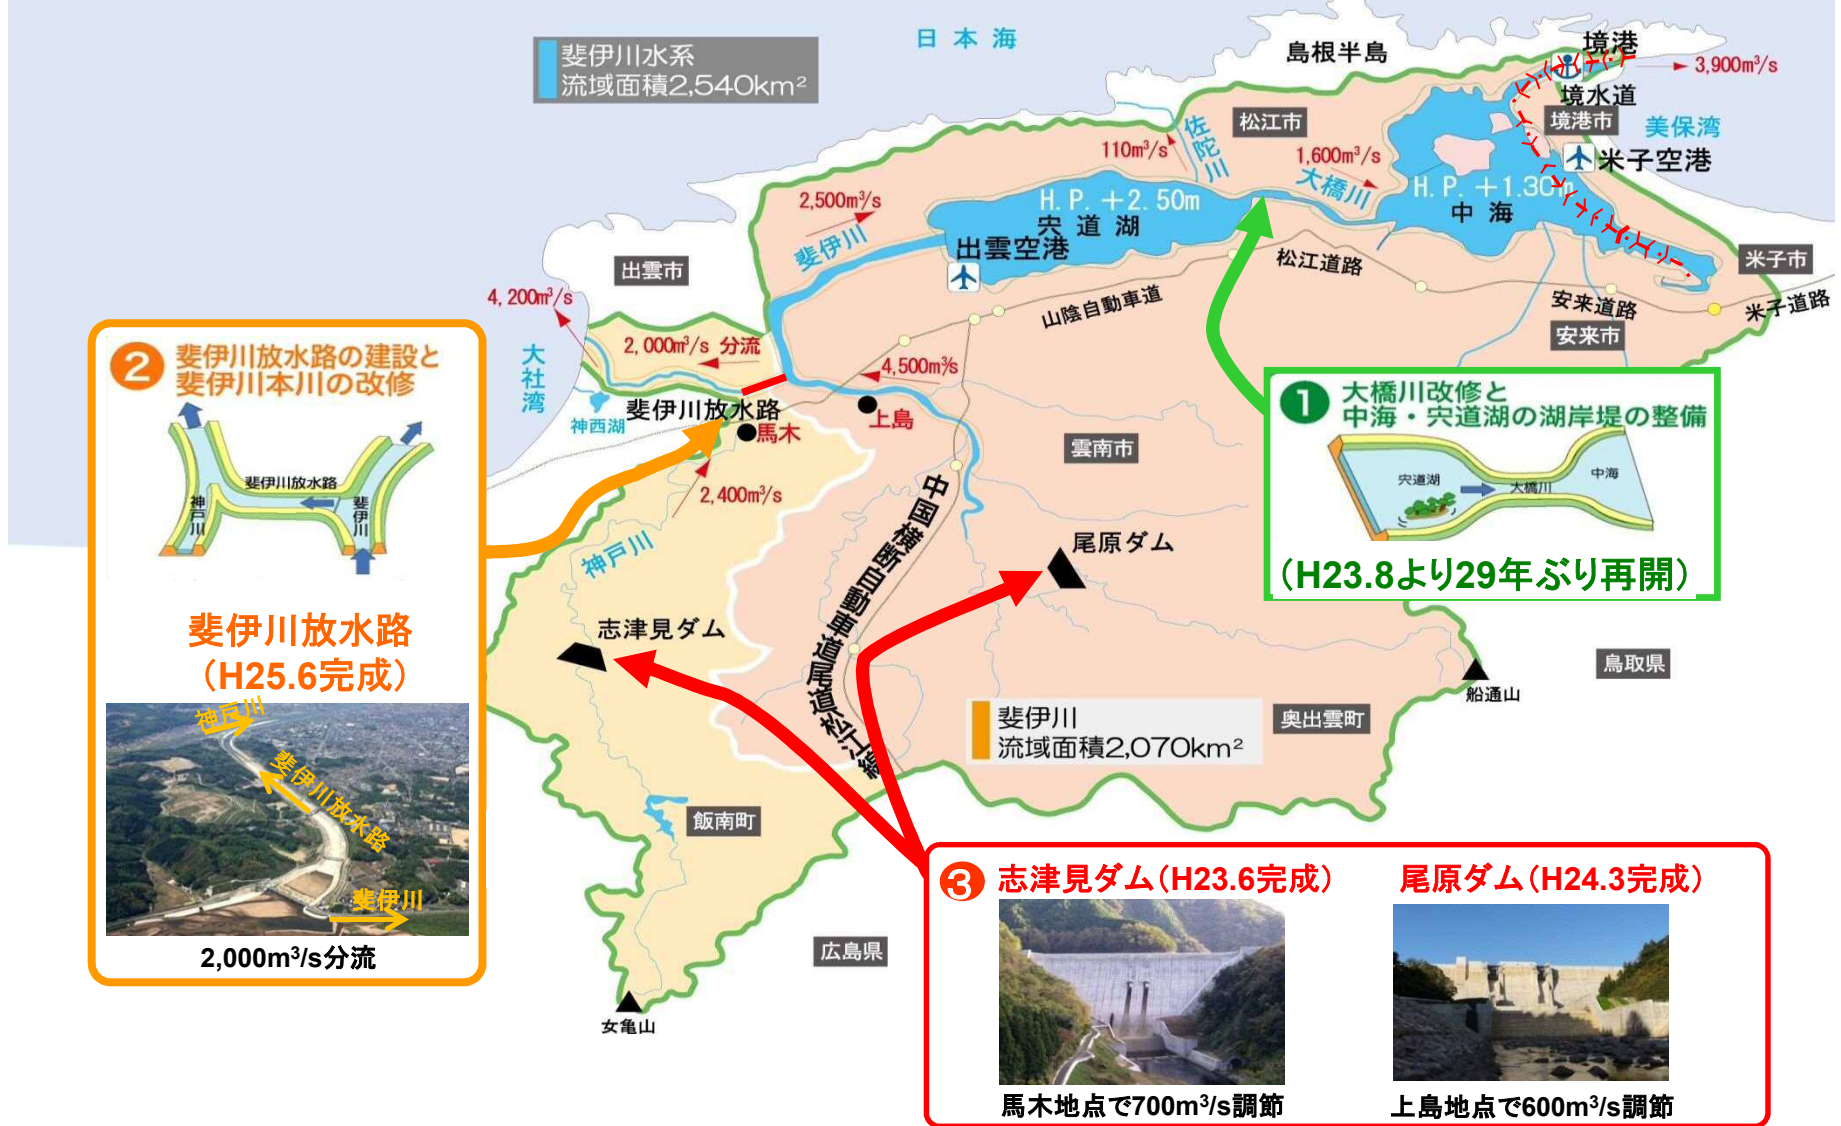 斐伊川水系
流域面積2,540km²
日本海
島根半島
境港
3,900m³/s
境水道
境港市
美保湾
米子空港
松江市
佐陀川
110m³/s
1,600m³/s
大橋川
H.P.+1.30m
中海
2,500m³/s
H.P.+2.50m
宍道湖
斐伊川
出雲空港
出雲市
松江道路
米子市
4,200m³/s
山陰自動車道
安来道路
米子道路
安来市
大社湾
2,000m³/s 分流
4,500m³/s
神西湖
斐伊川放水路
馬木
上島
雲南市
2,400m³/s
神戸川
中国横断自動車道尾道松江線
尾原ダム
志津見ダム
鳥取県
船通山
奥出雲町
斐伊川
流域面積2,070km²
飯南町
広島県
女亀山
1 大橋川改修と
中海・宍道湖の湖岸堤の整備
宍道湖
大橋川
中海
(H23.8より29年ぶり再開)
2 斐伊川放水路の建設と
斐伊川本川の改修
斐伊川放水路
神戸川
斐伊川
斐伊川放水路
(H25.6完成)
神戸川
斐伊川放水路
斐伊川
2,000m³/s分流
3 志津見ダム(H23.6完成)
尾原ダム(H24.3完成)
馬木地点で700m³/s調節
上島地点で600m³/s調節